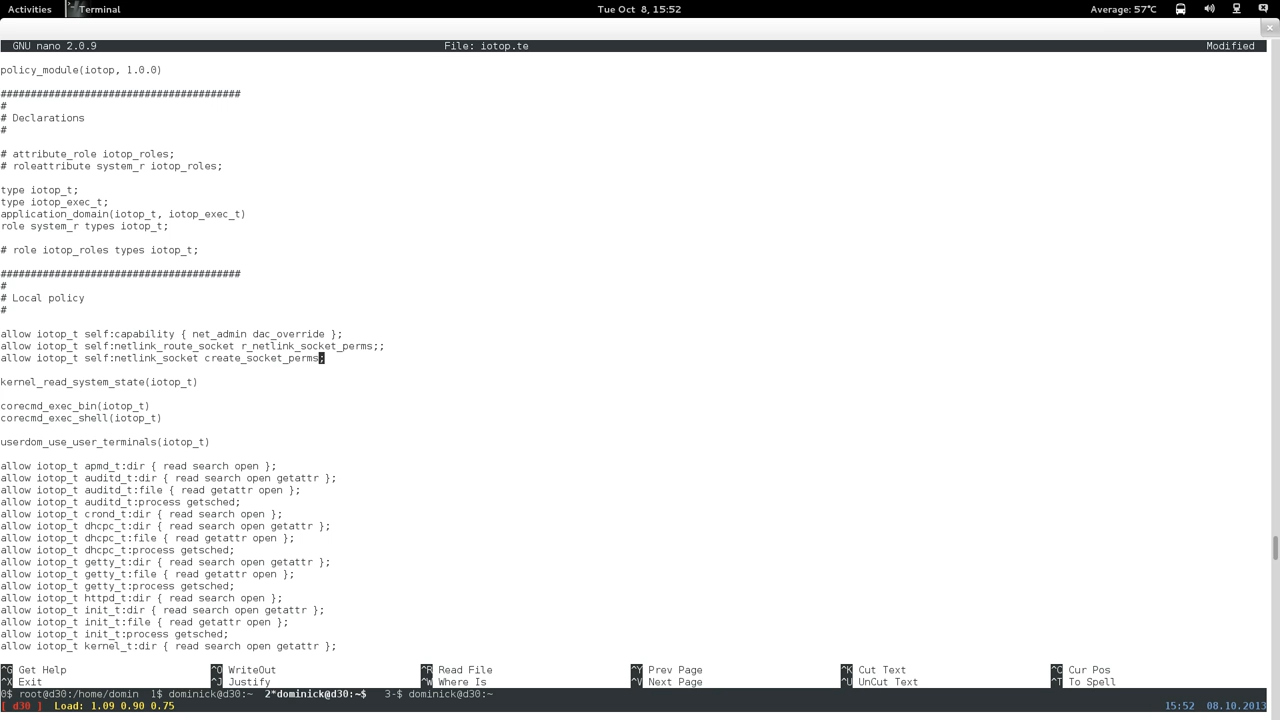 Activities Terminal Tue Oct 8, 15:52 Average: 57°C
GNU nano 2.0.9 File: iotop.te Modified
policy_module(iotop, 1.0.0)
########################################
#
# Declarations
#
# attribute_role iotop_roles;
# roleattribute system_r iotop_roles;
type iotop_t;
type iotop_exec_t;
application_domain(iotop_t, iotop_exec_t)
role system_r types iotop_t;
# role iotop_roles types iotop_t;
########################################
#
# Local policy
#
allow iotop_t self:capability { net_admin dac_override };
allow iotop_t self:netlink_route_socket r_netlink_socket_perms;;
allow iotop_t self:netlink_socket create_socket_perms;
kernel_read_system_state(iotop_t)
corecmd_exec_bin(iotop_t)
corecmd_exec_shell(iotop_t)
userdom_use_user_terminals(iotop_t)
allow iotop_t apmd_t:dir { read search open };
allow iotop_t auditd_t:dir { read search open getattr };
allow iotop_t auditd_t:file { read getattr open };
allow iotop_t auditd_t:process getsched;
allow iotop_t crond_t:dir { read search open };
allow iotop_t dhcpc_t:dir { read search open getattr };
allow iotop_t dhcpc_t:file { read getattr open };
allow iotop_t dhcpc_t:process getsched;
allow iotop_t getty_t:dir { read search open getattr };
allow iotop_t getty_t:file { read getattr open };
allow iotop_t getty_t:process getsched;
allow iotop_t httpd_t:dir { read search open };
allow iotop_t init_t:dir { read search open getattr };
allow iotop_t init_t:file { read getattr open };
allow iotop_t init_t:process getsched;
allow iotop_t kernel_t:dir { read search open getattr };
^G Get Help ^O WriteOut ^R Read File ^Y Prev Page ^K Cut Text ^C Cur Pos
^X Exit ^J Justify ^W Where Is ^V Next Page ^U UnCut Text ^T To Spell
0$ root@d30:/home/domin 1$ dominick@d30:~ 2*dominick@d30:~$ 3-$ dominick@d30:~
[ d30 ] Load: 1.09 0.90 0.75 15:52 08.10.2013